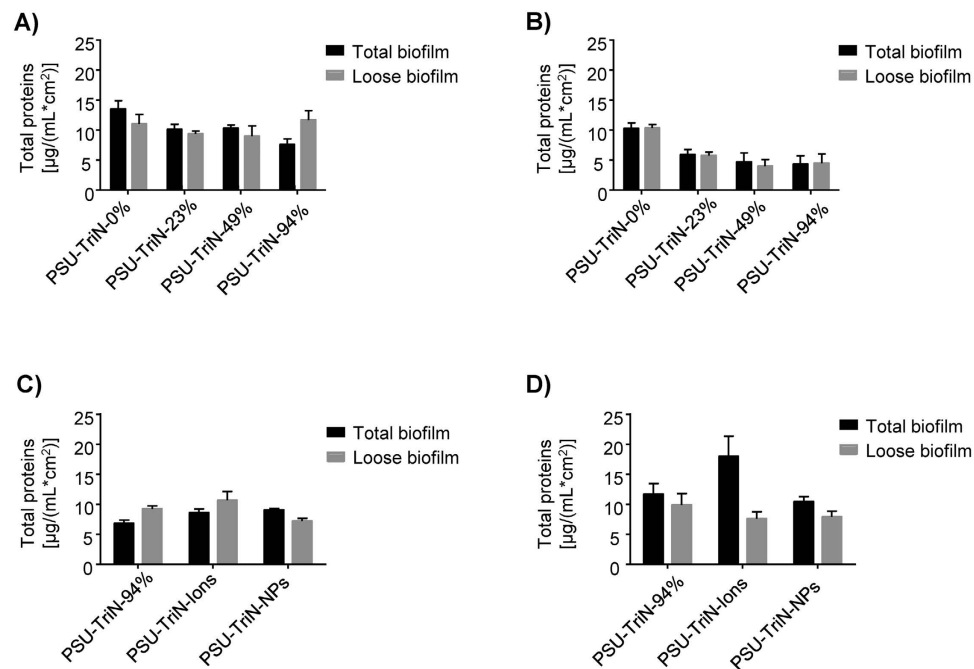 A)
Total proteins
[µg/(mL*cm2)]
25
20
15
10
5
0
Total biofilm
Loose biofilm
PSU-TriN-0%
PSU-TriN-23%
PSU-TriN-49%
PSU-TriN-94%
B)
Total proteins
[µg/(mL*cm2)]
25
20
15
10
5
0
Total biofilm
Loose biofilm
PSU-TriN-0%
PSU-TriN-23%
PSU-TriN-49%
PSU-TriN-94%
C)
Total proteins
[µg/(mL*cm2)]
25
20
15
10
5
0
Total biofilm
Loose biofilm
PSU-TriN-94%
PSU-TriN-Ions
PSU-TriN-NPs
D)
Total proteins
[µg/(mL*cm2)]
25
20
15
10
5
0
Total biofilm
Loose biofilm
PSU-TriN-94%
PSU-TriN-Ions
PSU-TriN-NPs